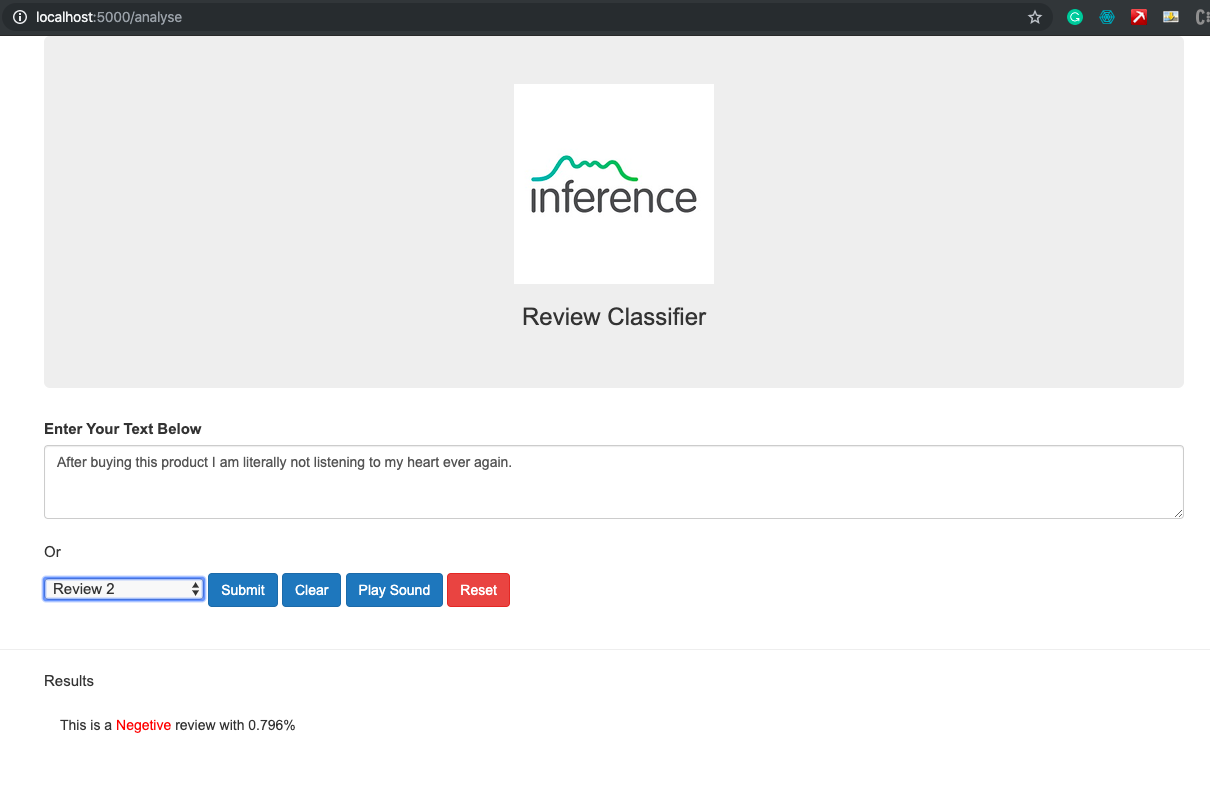 localhost:5000/analyse
inference
Review Classifier
Enter Your Text Below
After buying this product I am literally not listening to my heart ever again.
Or
Review 2 Submit Clear Play Sound Reset
Results
This is a Negetive review with 0.796%